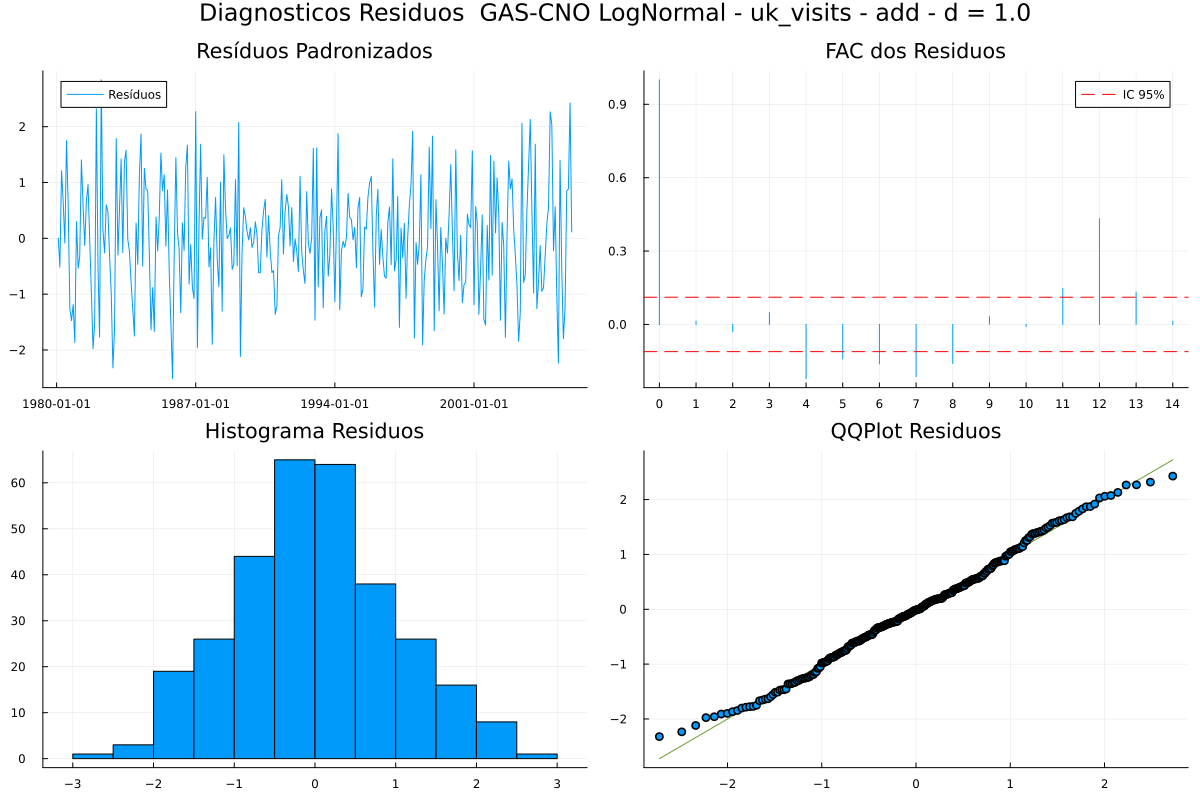 Diagnosticos Residuos  GAS-CNO LogNormal - uk_visits - add - d = 1.0
Resíduos Padronizados
Resíduos
2
1
0
−1
−2
1980-01-01 1987-01-01 1994-01-01 2001-01-01
FAC dos Residuos
IC 95%
0.9
0.6
0.3
0.0
0 1 2 3 4 5 6 7 8 9 10 11 12 13 14
Histograma Residuos
60
50
40
30
20
10
0
−3 −2 −1 0 1 2 3
QQPlot Residuos
2
1
0
−1
−2
−2 −1 0 1 2